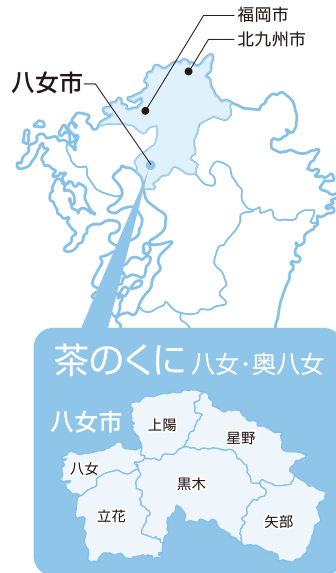 福岡市
北九州市
八女市
茶のくに 八女・奥八女
八女市
上陽
星野
八女
黒木
立花
矢部